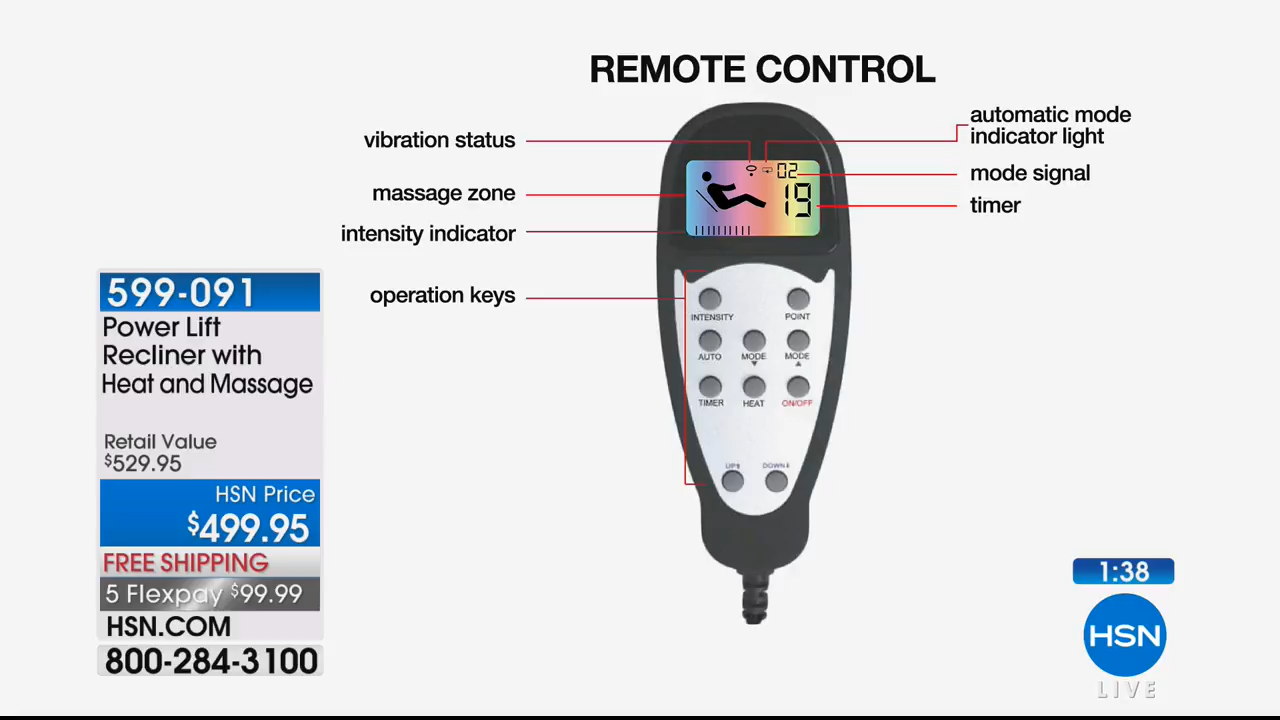 REMOTE CONTROL
vibration status
massage zone
intensity indicator
operation keys
automatic mode
indicator light
mode signal
timer
02
19
INTENSITY
POINT
AUTO
MODE
▼
MODE
▲
TIMER
HEAT
ON/OFF
UP⬆
DOWN⬇
599-091
Power Lift
Recliner with
Heat and Massage
Retail Value
$529.95
HSN Price
$499.95
FREE SHIPPING
5 Flexpay $99.99
HSN.COM
800-284-3100
1:38
HSN
LIVE